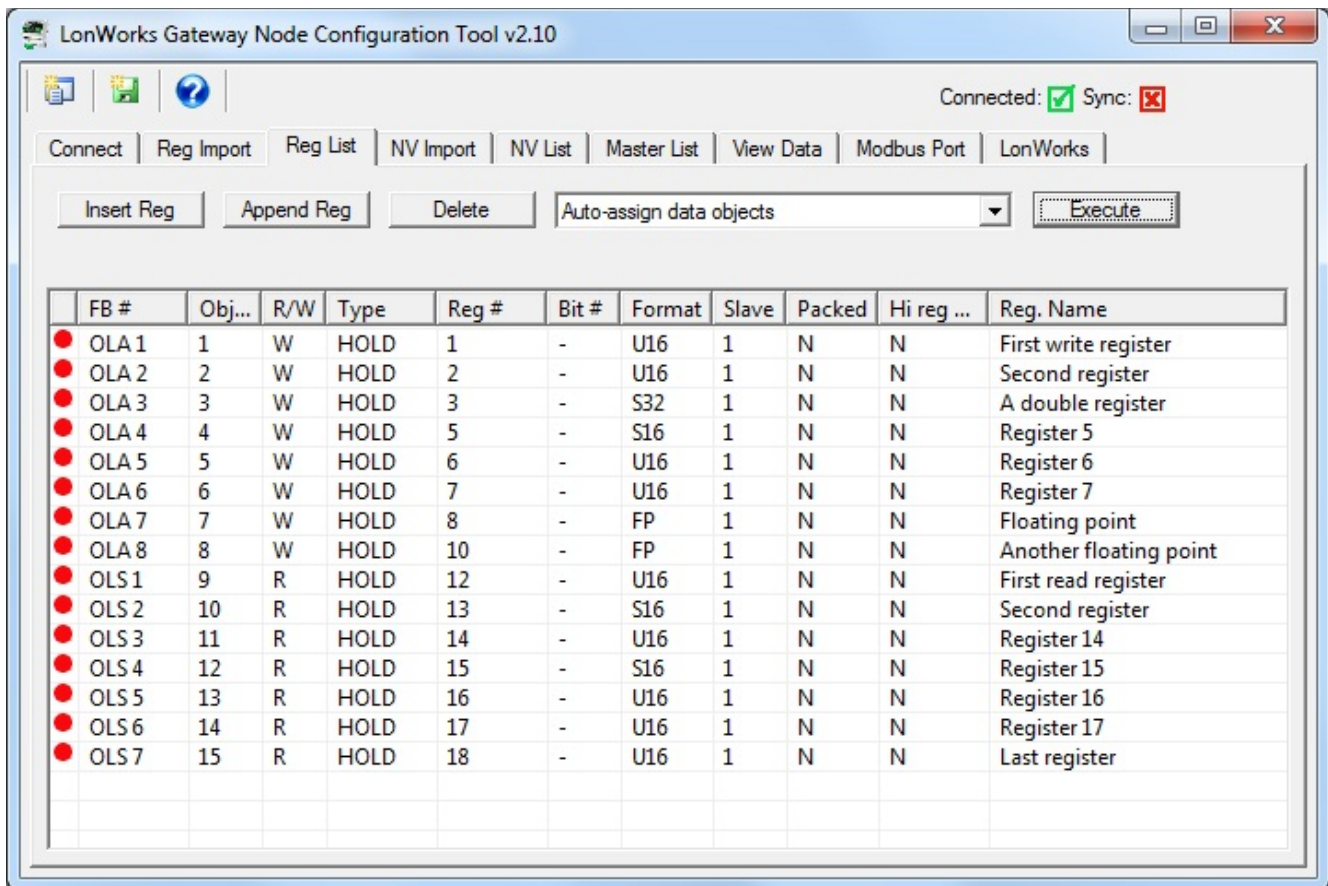 LonWorks Gateway Node Configuration Tool v2.10
Connected: Sync:
Connect Reg Import Reg List NV Import NV List Master List View Data Modbus Port LonWorks
Insert Reg Append Reg Delete Auto-assign data objects Execute
FB # Obj... R/W Type Reg # Bit # Format Slave Packed Hi reg ... Reg. Name
OLA 1 1 W HOLD 1 - U16 1 N N First write register
OLA 2 2 W HOLD 2 - U16 1 N N Second register
OLA 3 3 W HOLD 3 - S32 1 N N A double register
OLA 4 4 W HOLD 5 - S16 1 N N Register 5
OLA 5 5 W HOLD 6 - U16 1 N N Register 6
OLA 6 6 W HOLD 7 - U16 1 N N Register 7
OLA 7 7 W HOLD 8 - FP 1 N N Floating point
OLA 8 8 W HOLD 10 - FP 1 N N Another floating point
OLS 1 9 R HOLD 12 - U16 1 N N First read register
OLS 2 10 R HOLD 13 - S16 1 N N Second register
OLS 3 11 R HOLD 14 - U16 1 N N Register 14
OLS 4 12 R HOLD 15 - S16 1 N N Register 15
OLS 5 13 R HOLD 16 - U16 1 N N Register 16
OLS 6 14 R HOLD 17 - U16 1 N N Register 17
OLS 7 15 R HOLD 18 - U16 1 N N Last register